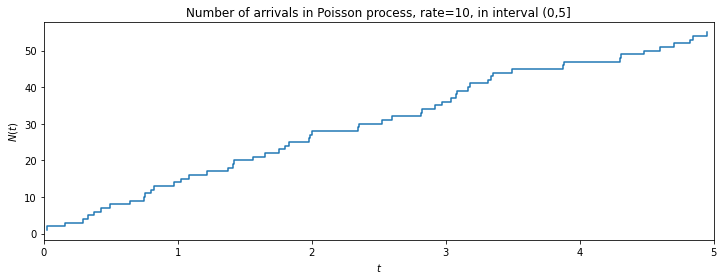 Number of arrivals in Poisson process, rate=10, in interval (0,5]
50
40
30
20
10
0
N(t)
0 1 2 3 4 5
t